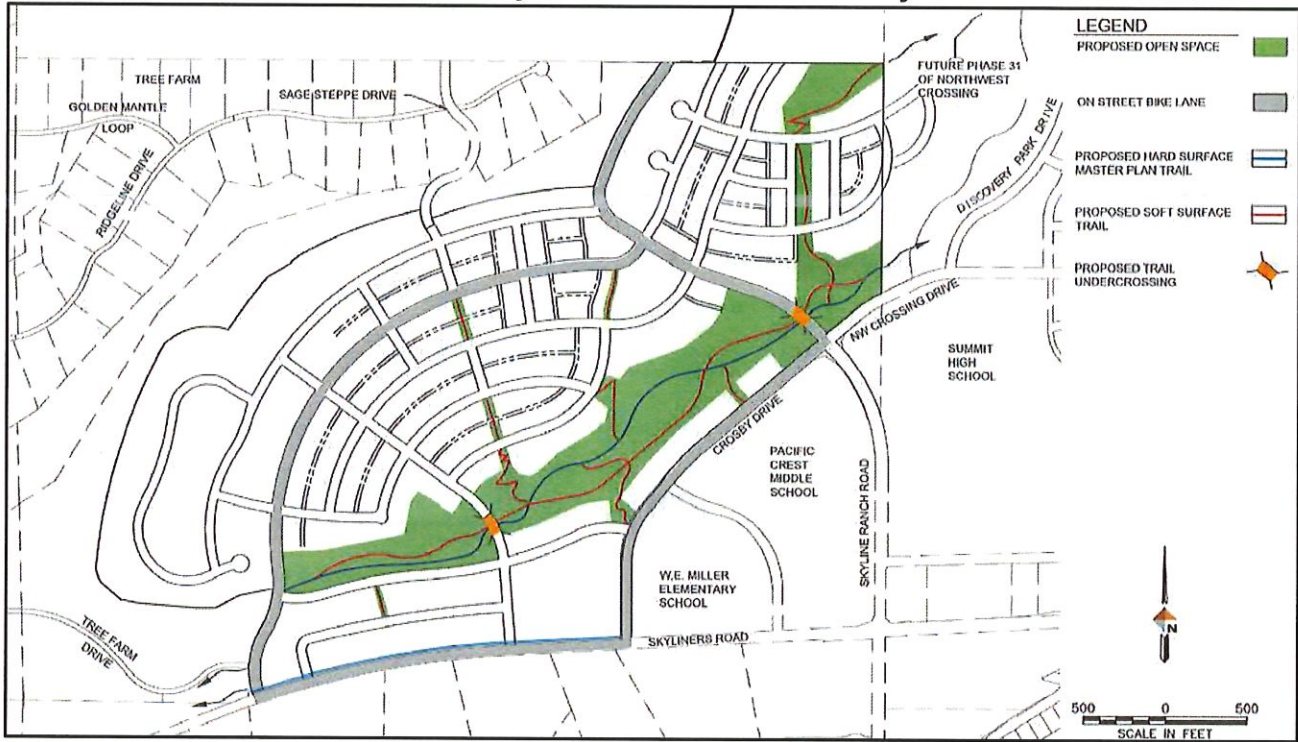 TREE FARM
GOLDEN MANTLE
LOOP
SAGE STEPPE DRIVE
RIDGELINE DRIVE
FUTURE PHASE 31
OF NORTHWEST
CROSSING
DISCOVERY PARK DRIVE
NW CROSSING DRIVE
SUMMIT
HIGH
SCHOOL
CROSBY DRIVE
PACIFIC
CREST
MIDDLE
SCHOOL
SKYLINE RANCH ROAD
W.E. MILLER
ELEMENTARY
SCHOOL
SKYLINERS ROAD
TREE FARM
DRIVE
LEGEND
PROPOSED OPEN SPACE
ON STREET BIKE LANE
PROPOSED HARD SURFACE
MASTER PLAN TRAIL
PROPOSED SOFT SURFACE
TRAIL
PROPOSED TRAIL
UNDERCROSSING
N
500 0 500
SCALE IN FEET